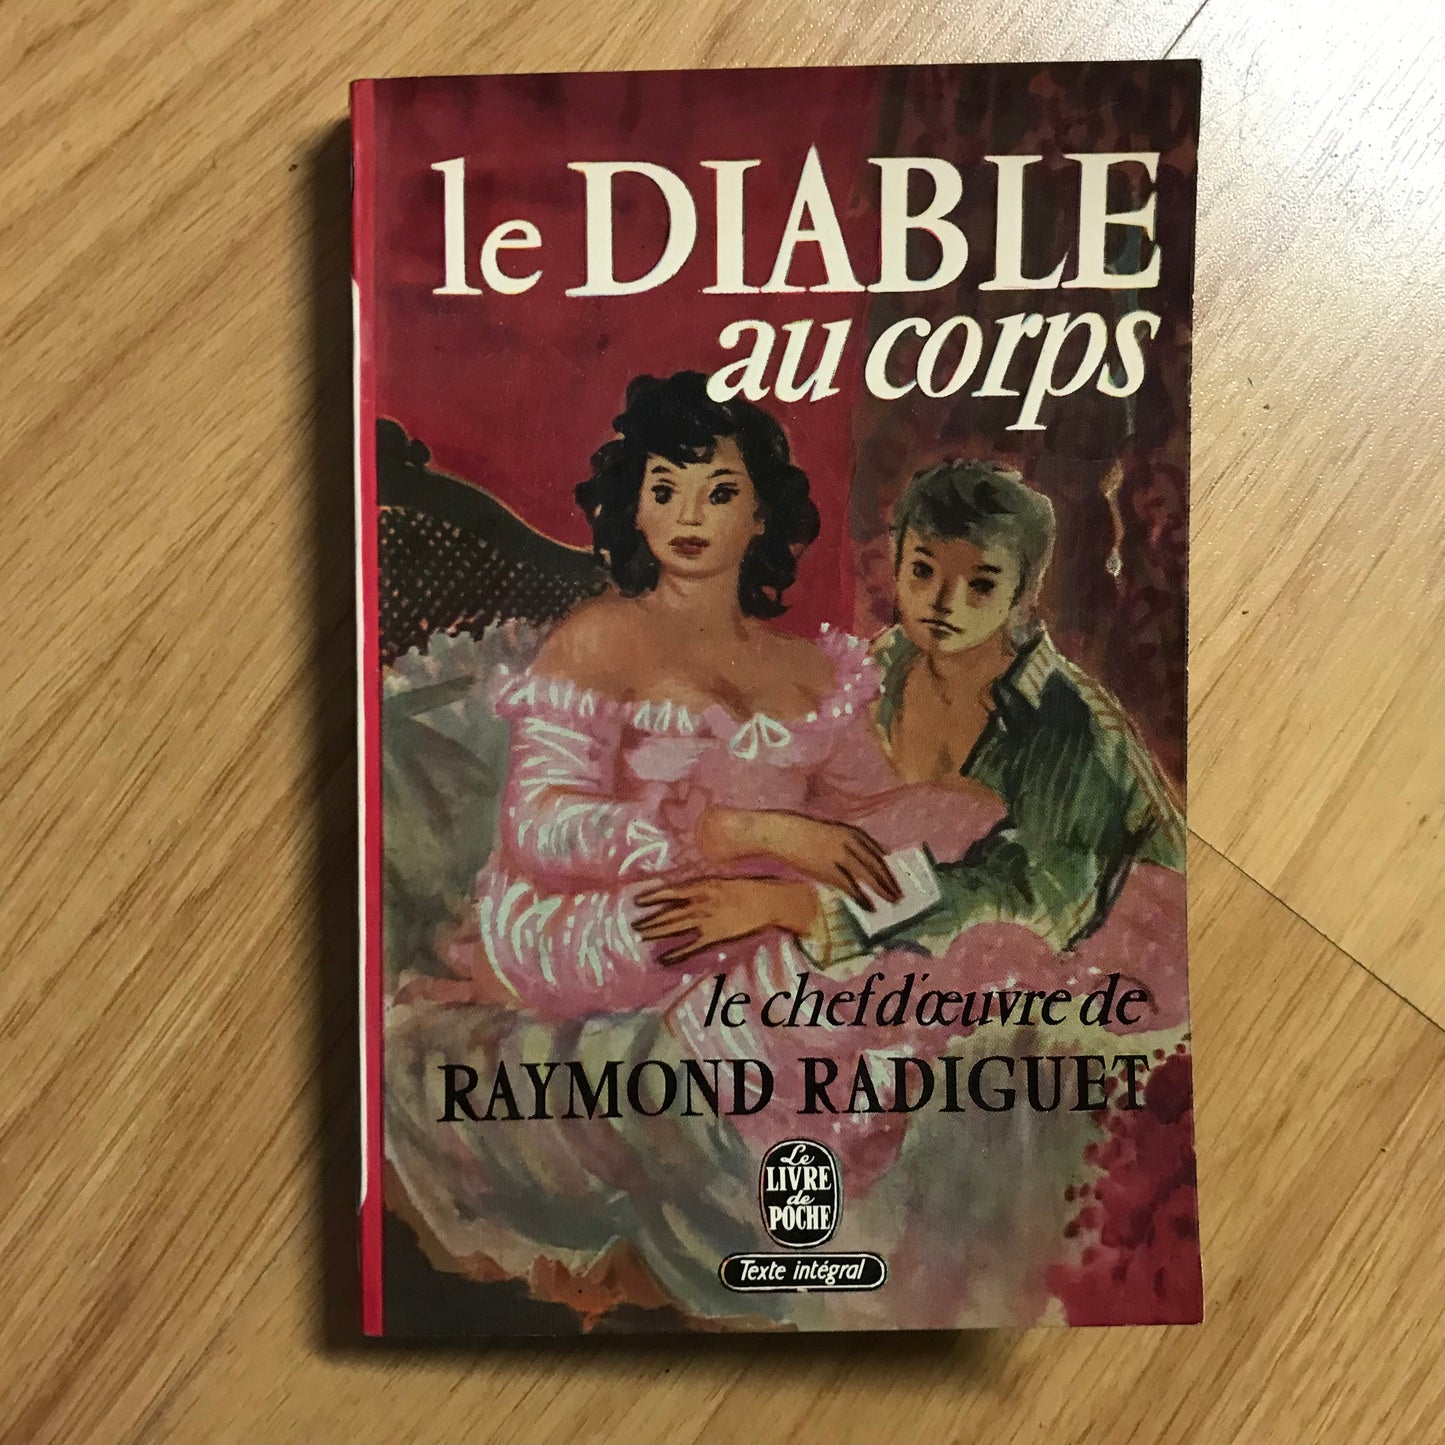 le DIABLE
au corps
le chef d'œuvre de
RAYMOND RADIGUET
Le
LIVRE
de
POCHE
Texte intégral